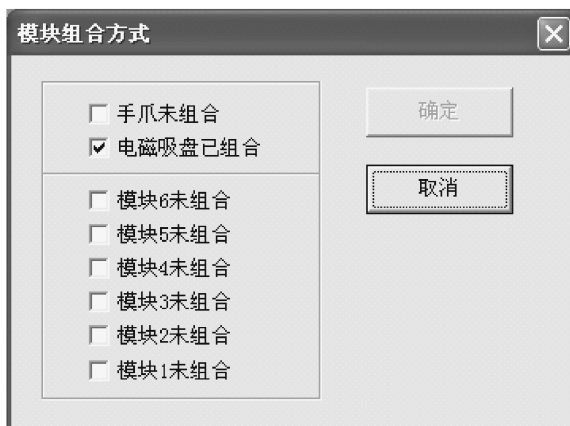 模块组合方式
手爪未组合
电磁吸盘已组合
模块6未组合
模块5未组合
模块4未组合
模块3未组合
模块2未组合
模块1未组合
确定
取消